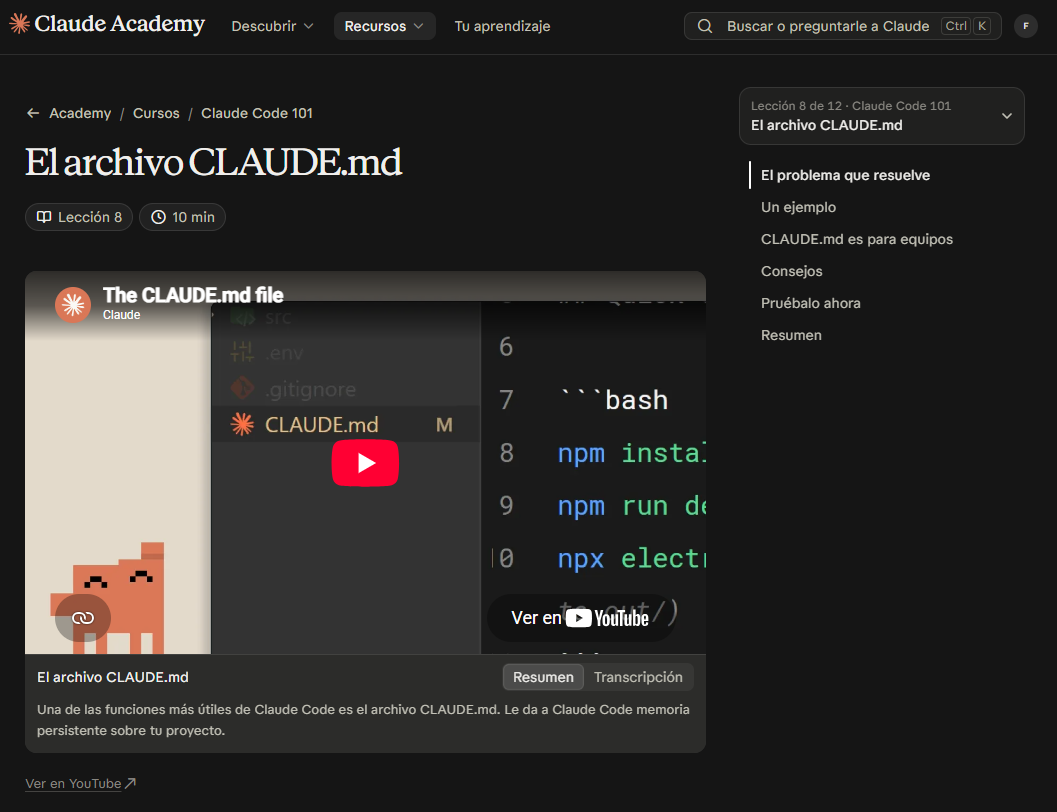 Claude Academy
Descubrir
Recursos
Tu aprendizaje
Buscar o preguntarle a Claude
Ctrl K
F
← Academy / Cursos / Claude Code 101
El archivo CLAUDE.md
Lección 8
10 min
Lección 8 de 12 · Claude Code 101
El archivo CLAUDE.md
El problema que resuelve
Un ejemplo
CLAUDE.md es para equipos
Consejos
Pruébalo ahora
Resumen
The CLAUDE.md file
Claude
src
.env
.gitignore
CLAUDE.md M
6
7 ```bash
8 npm instal
9 npm run de
10 npx electr
to out/)
```
Ver en YouTube
El archivo CLAUDE.md
Resumen
Transcripción
Una de las funciones más útiles de Claude Code es el archivo CLAUDE.md. Le da a Claude Code memoria
persistente sobre tu proyecto.
Ver en YouTube